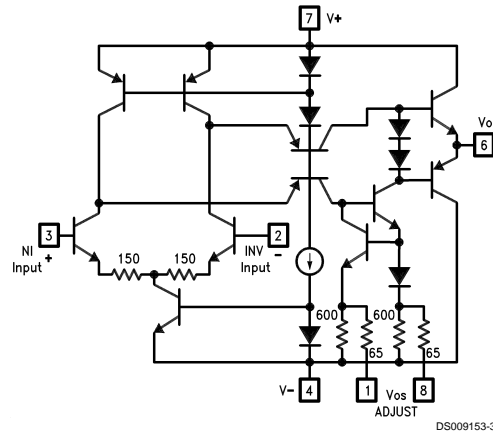 7 V+
Vo
6
3
2
NI
Input +
150
150
INV
Input -
600
600
65
65
4
1
8
V-
Vos
ADJUST
DS009153-3